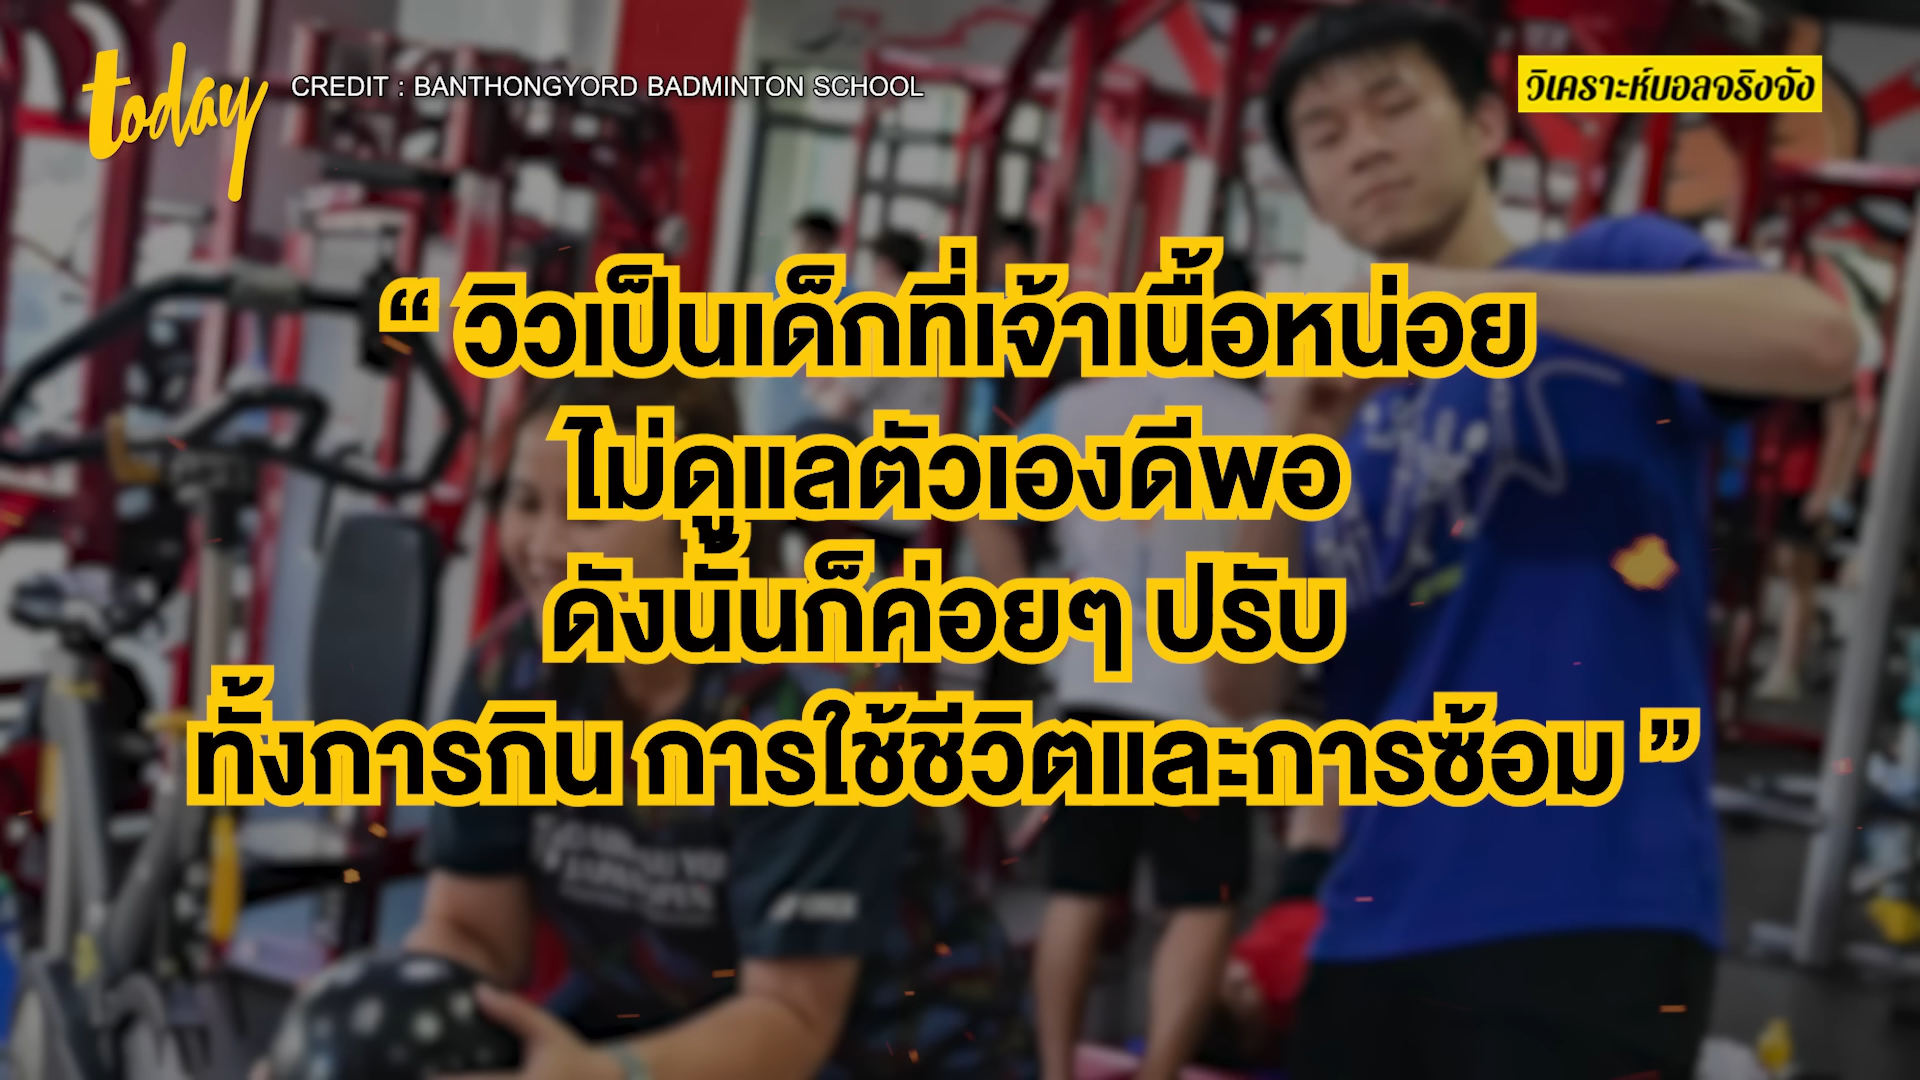 today
CREDIT : BANTHONGYORD BADMINTON SCHOOL
วิเคราะห์บอลจริงจัง
“ วิวเป็นเด็กที่เจ้าเนื้อหน่อย
ไม่ดูแลตัวเองดีพอ
ดังนั้นก็ค่อยๆ ปรับ
ทั้งการกิน การใช้ชีวิตและการซ้อม ”